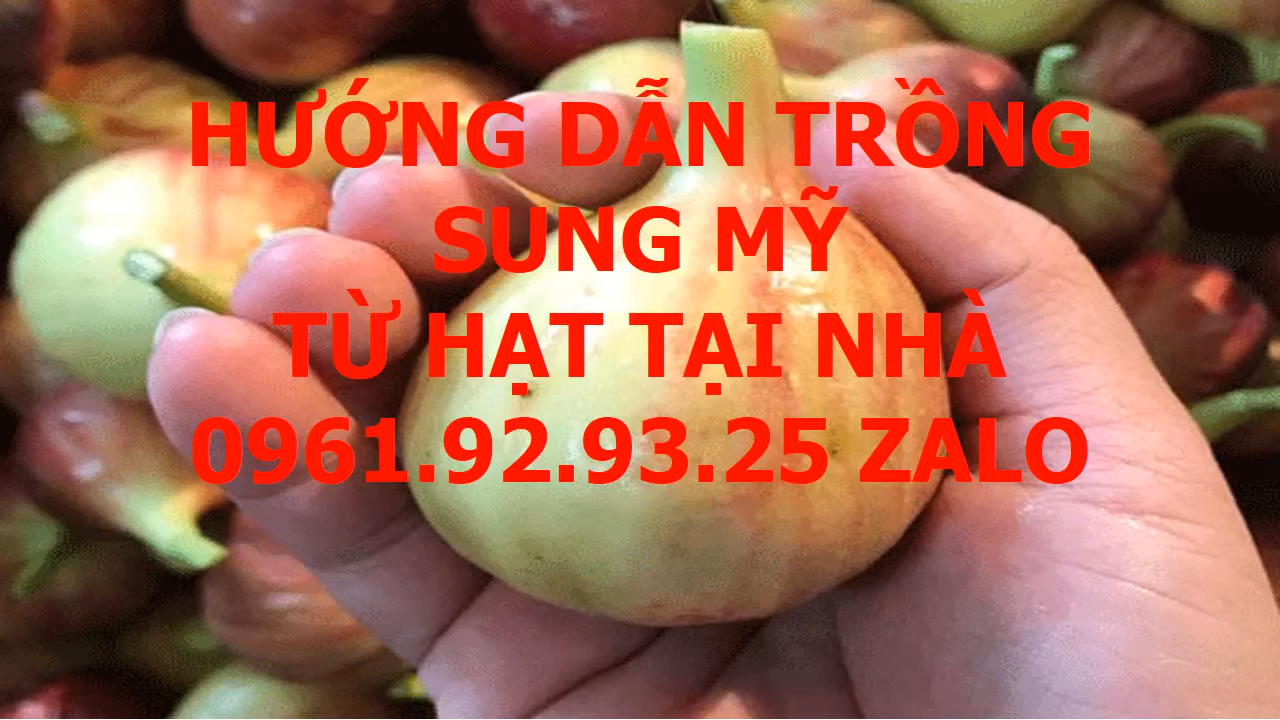 HƯỚNG DẪN TRỒNG
SUNG MỸ
TỪ HẠT TẠI NHÀ
0961.92.93.25 ZALO